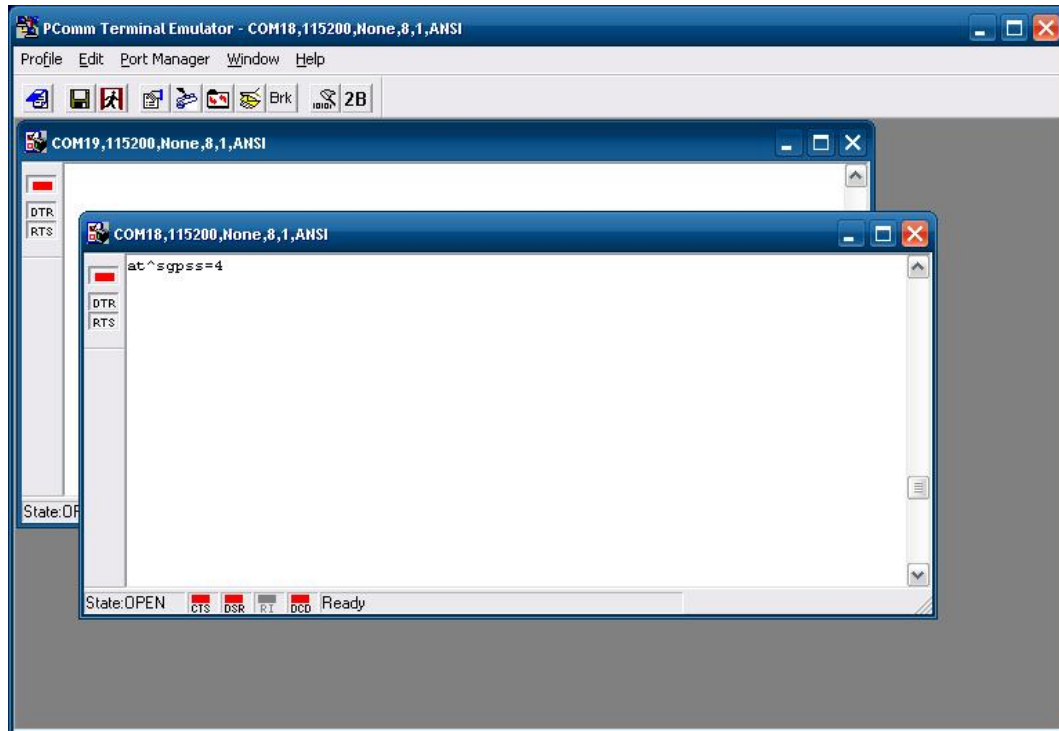 PComm Terminal Emulator - COM18,115200,None,8,1,ANSI
Profile Edit Port Manager Window Help
Brk 2B
COM19,115200,None,8,1,ANSI
DTR
RTS
COM18,115200,None,8,1,ANSI
at^sgpss=4
DTR
RTS
State:OP
State:OPEN CTS DSR RI DCD Ready